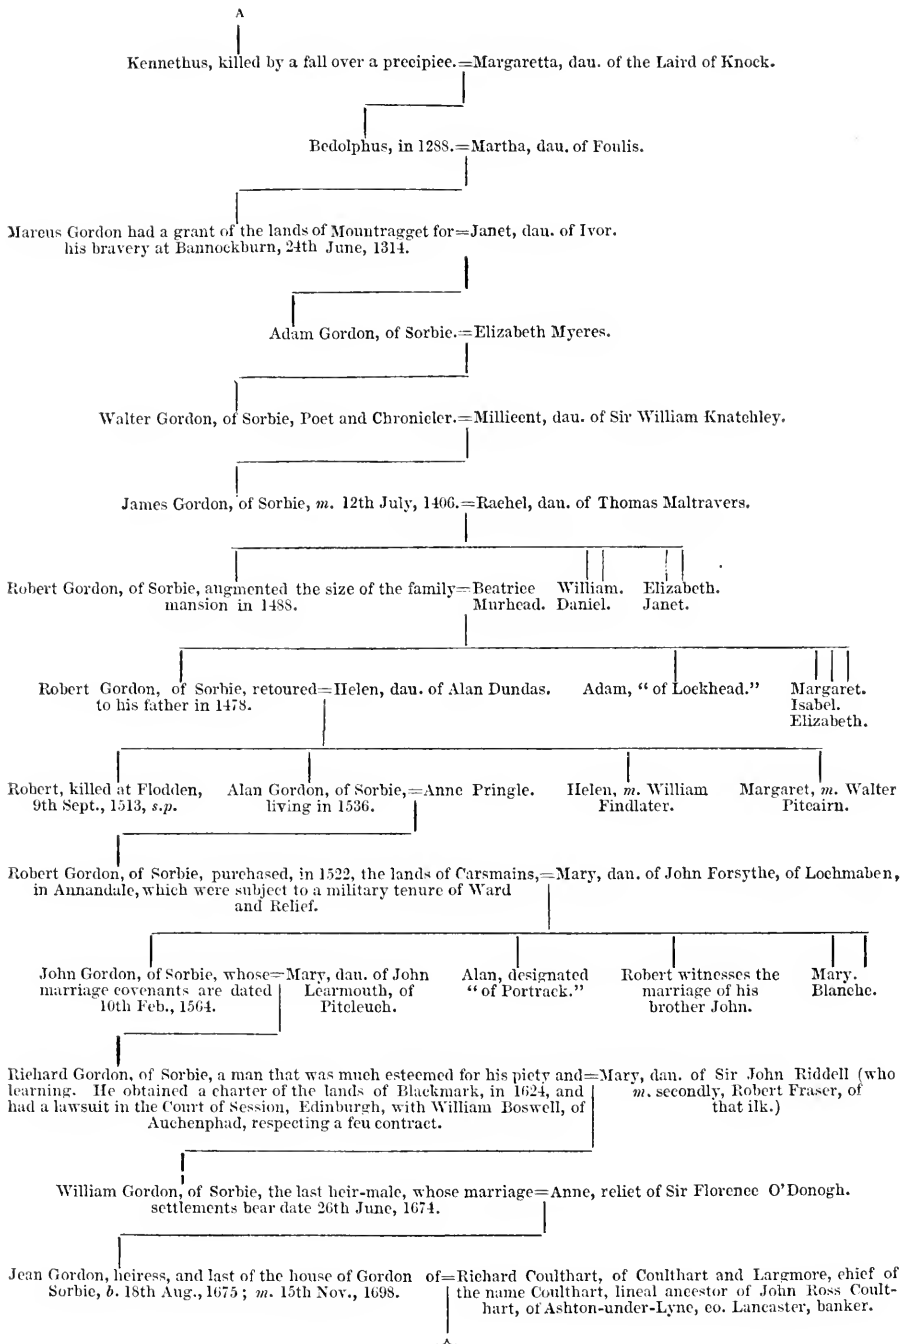 A
Kennethus, killed by a fall over a precipice.=Margaretta, dau. of the Laird of Knock.
Bedolphus, in 1288.=Martha, dau. of Foulis.
Marcus Gordon had a grant of the lands of Mountragget for=Janet, dau. of Ivor.
his bravery at Bannockburn, 24th June, 1314.
Adam Gordon, of Sorbie.=Elizabeth Myeres.
Walter Gordon, of Sorbie, Poet and Chronicler.=Millicent, dau. of Sir William Knatchley.
James Gordon, of Sorbie, m. 12th July, 1406.=Rachel, dau. of Thomas Maltravers.
Robert Gordon, of Sorbie, augmented the size of the family=Beatrice William. Elizabeth.
mansion in 1488. Murhead. Daniel. Janet.
Robert Gordon, of Sorbie, retoured=Helen, dau. of Alan Dundas. Adam, "of Lockhead." Margaret.
to his father in 1478. Isabel.
Elizabeth.
Robert, killed at Flodden, Alan Gordon, of Sorbie,=Anne Pringle. Helen, m. William Margaret, m. Walter
9th Sept., 1513, s.p. living in 1536. Findlater. Pitcairn.
Robert Gordon, of Sorbie, purchased, in 1522, the lands of Carsmains,=Mary, dau. of John Forsythe, of Lochmaben,
in Annandale, which were subject to a military tenure of Ward
and Relief.
John Gordon, of Sorbie, whose=Mary, dau. of John Alan, designated Robert witnesses the Mary.
marriage covenants are dated Learmouth, of "of Portrack." marriage of his Blanche.
10th Feb., 1564. Pitcleuch. brother John.
Richard Gordon, of Sorbie, a man that was much esteemed for his piety and=Mary, dau. of Sir John Riddell (who
learning. He obtained a charter of the lands of Blackmark, in 1624, and m. secondly, Robert Fraser, of
had a lawsuit in the Court of Session, Edinburgh, with William Boswell, of that ilk.)
Auchenphad, respecting a feu contract.
William Gordon, of Sorbie, the last heir-male, whose marriage=Anne, relict of Sir Florence O'Donogh.
settlements bear date 26th June, 1674.
Jean Gordon, heiress, and last of the house of Gordon of=Richard Coulthart, of Coulthart and Largmore, chief of
Sorbie, b. 18th Aug., 1675; m. 15th Nov., 1698. the name Coulthart, lineal ancestor of John Ross Coult-
hart, of Ashton-under-Lyne, co. Lancaster, banker.